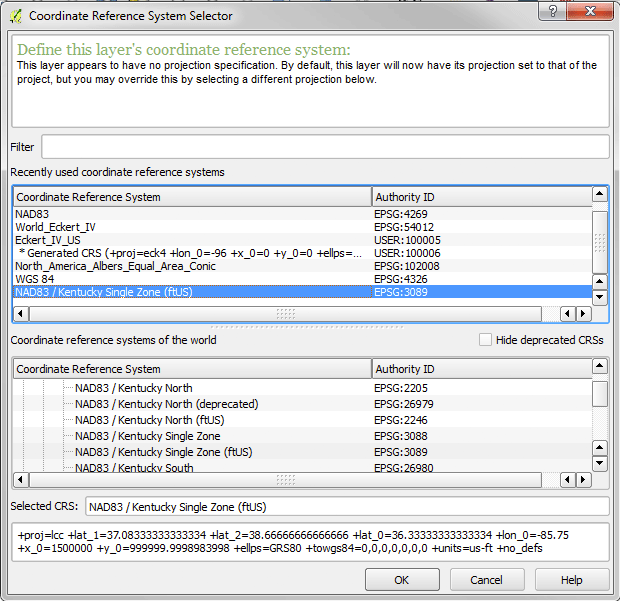 Coordinate Reference System Selector
Define this layer's coordinate reference system:
This layer appears to have no projection specification. By default, this layer will now have its projection set to that of the
project, but you may override this by selecting a different projection below.
Filter
Recently used coordinate reference systems
Coordinate Reference System Authority ID
NAD83 EPSG:4269
World_Eckert_IV EPSG:54012
Eckert_IV_US USER:100005
* Generated CRS (+proj=eck4 +lon_0=-96 +x_0=0 +y_0=0 +ellps=... USER:100006
North_America_Albers_Equal_Area_Conic EPSG:102008
WGS 84 EPSG:4326
NAD83 / Kentucky Single Zone (ftUS) EPSG:3089
Coordinate reference systems of the world Hide deprecated CRSs
Coordinate Reference System Authority ID
NAD83 / Kentucky North EPSG:2205
NAD83 / Kentucky North (deprecated) EPSG:26979
NAD83 / Kentucky North (ftUS) EPSG:2246
NAD83 / Kentucky Single Zone EPSG:3088
NAD83 / Kentucky Single Zone (ftUS) EPSG:3089
NAD83 / Kentucky South EPSG:26980
Selected CRS: NAD83 / Kentucky Single Zone (ftUS)
+proj=lcc +lat_1=37.08333333333334 +lat_2=38.66666666666666 +lat_0=36.33333333333334 +lon_0=-85.75
+x_0=1500000 +y_0=999999.9998983998 +ellps=GRS80 +towgs84=0,0,0,0,0,0,0 +units=us-ft +no_defs
OK Cancel Help